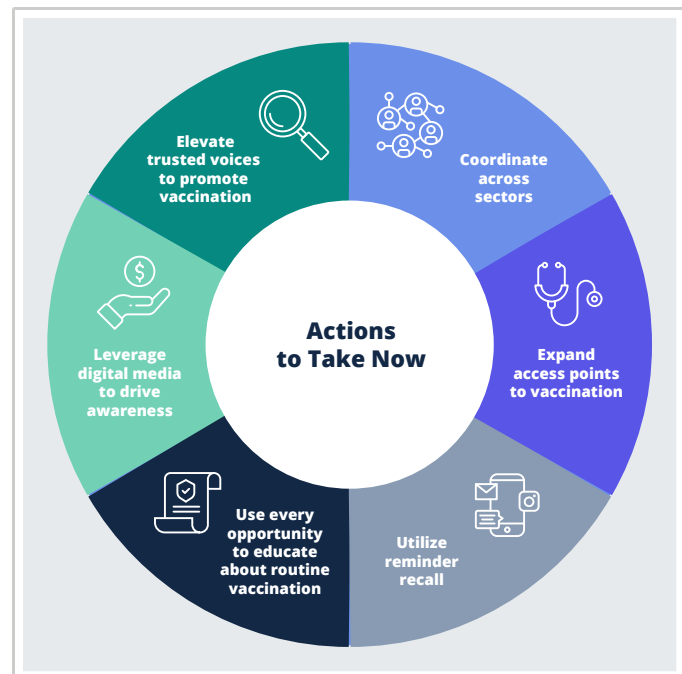 Actions
to Take Now
Coordinate
across
sectors
Expand
access points
to vaccination
Utilize
reminder
recall
Use every
opportunity
to educate
about routine
vaccination
Leverage
digital media
to drive
awareness
Elevate
trusted voices
to promote
vaccination
$